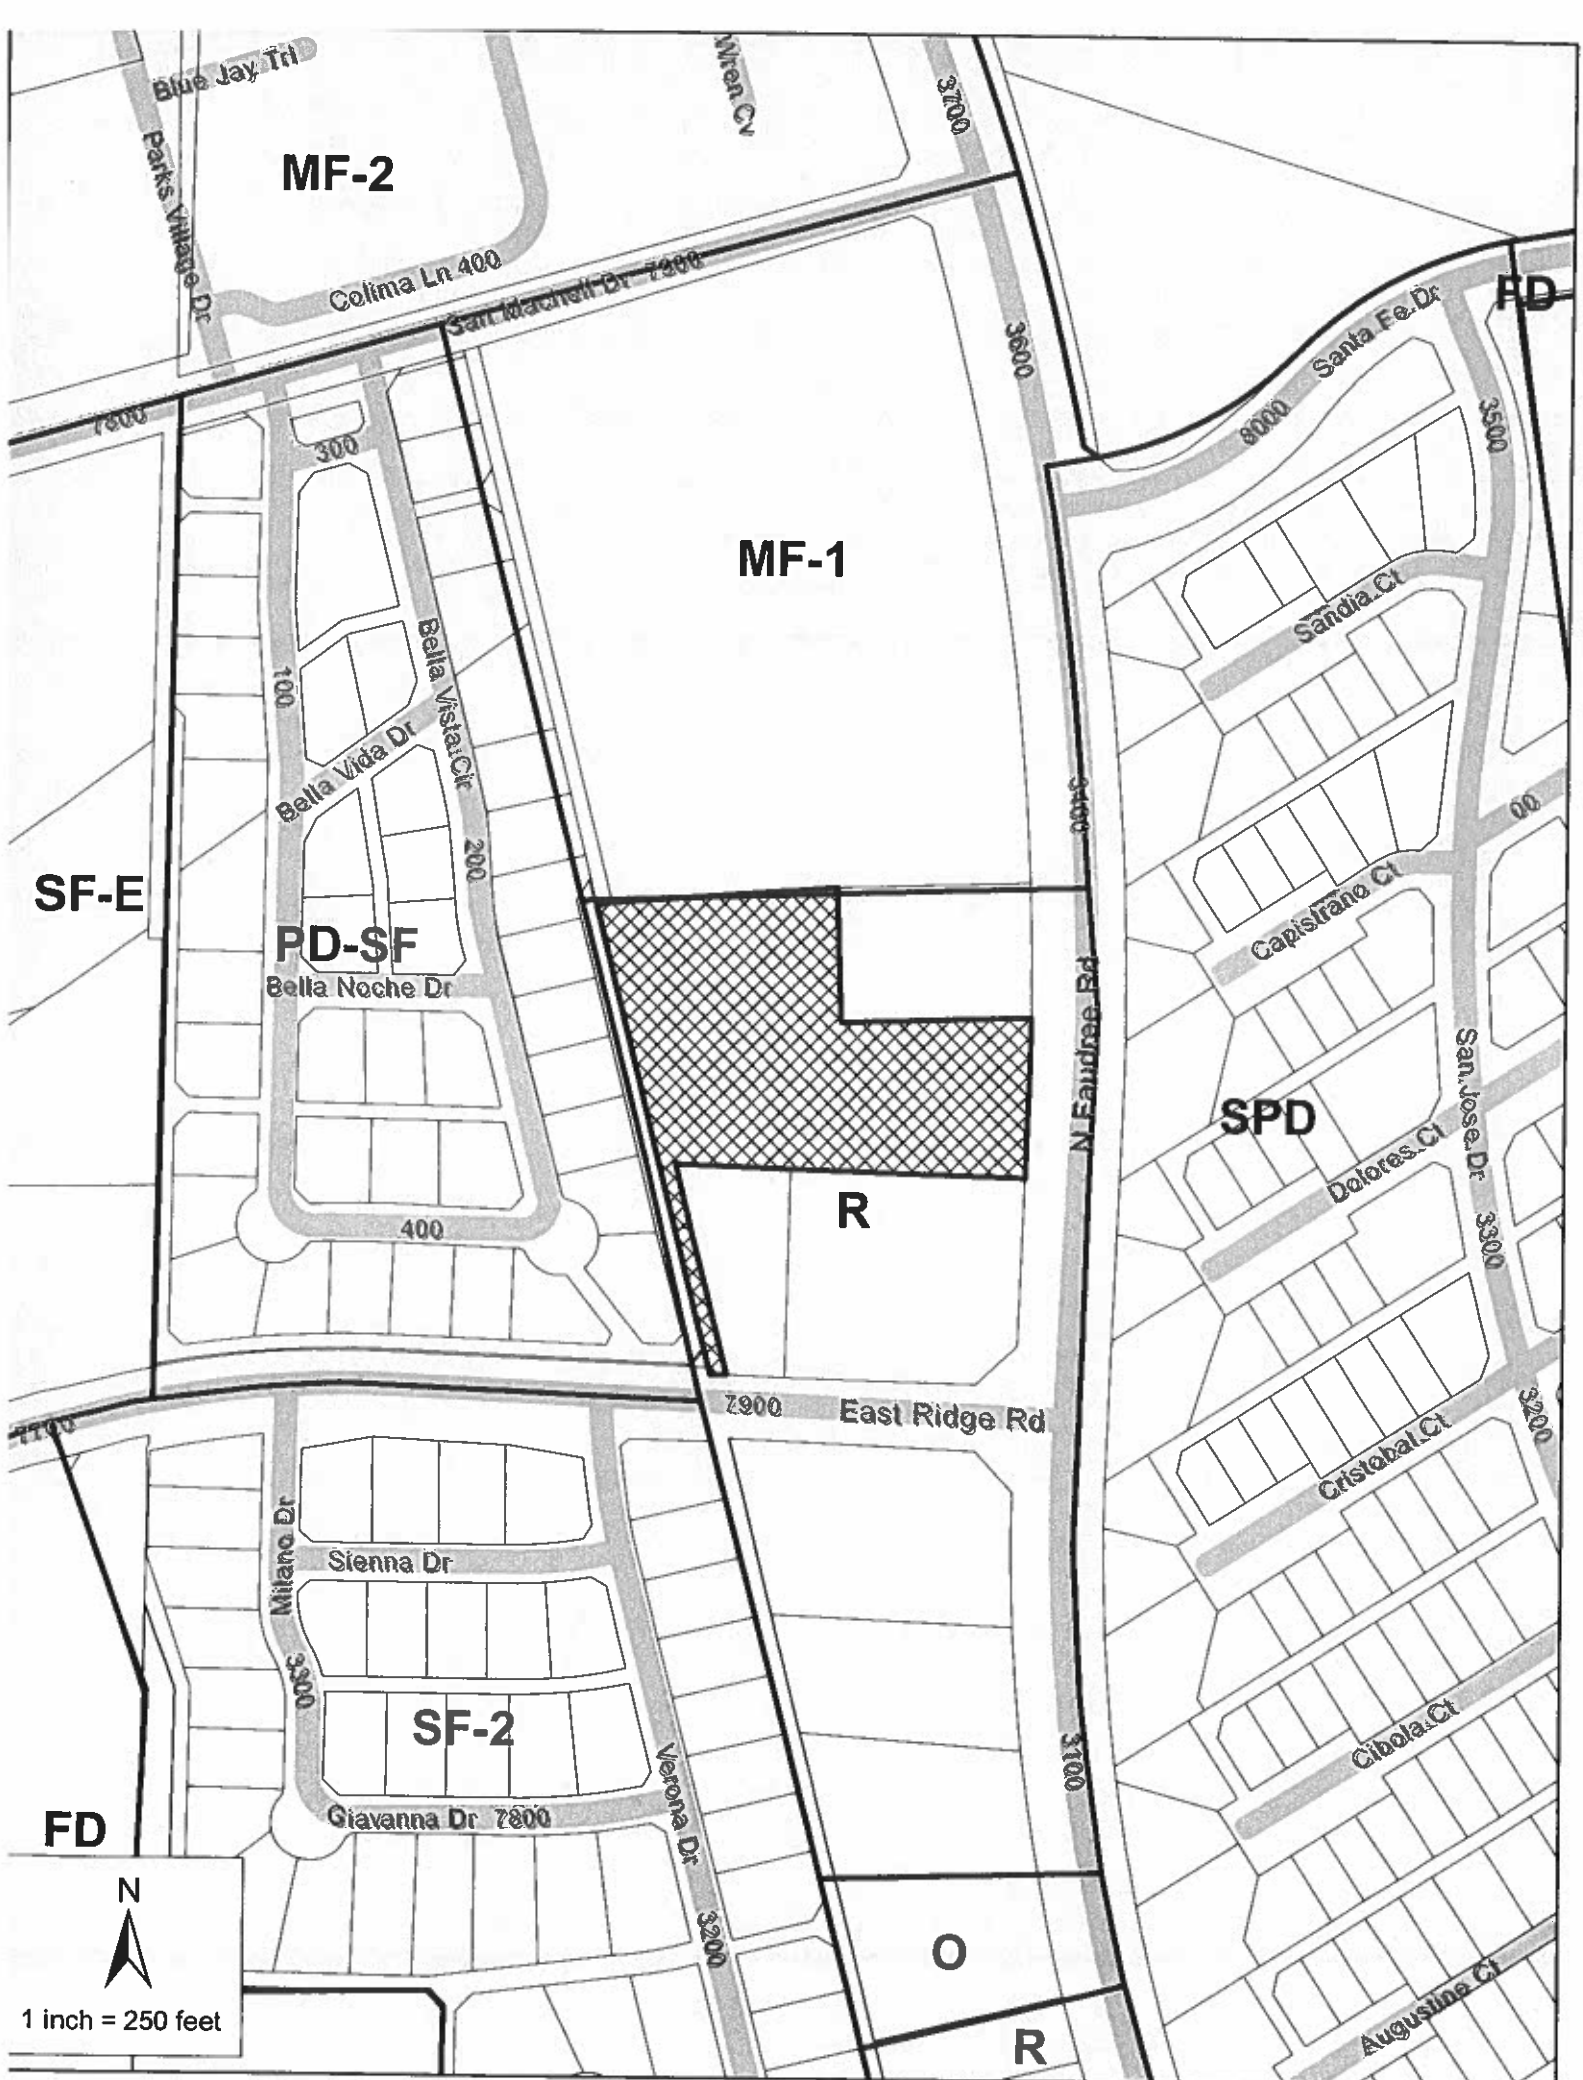 Blue Jay Trl
Wren Cv
3700
Parks Village Dr
MF-2
Colima Ln 400
San Machell Dr 7900
FD
Santa Fe Dr
3600
7800
300
8000
3500
MF-1
Sandia Ct
Bella Vista Cir
100
Bella Vida Dr
3400
00
200
SF-E
Capistrano Ct
PD-SF
Bella Noche Dr
N Faudree Rd
San Jose Dr
SPD
Dolores Ct
R
400
3300
7900
East Ridge Rd
7700
3200
Cristobal Ct
Milano Dr
Sienna Dr
3300
SF-2
Verona Dr
3100
Cibola Ct
Giavanna Dr 7800
FD
N
3200
O
1 inch = 250 feet
Augustine Ct
R